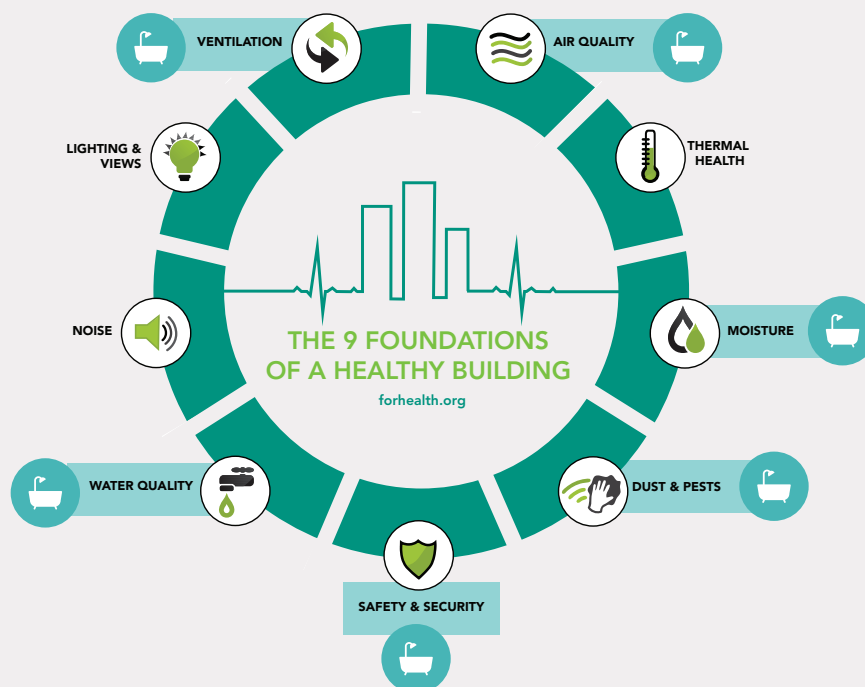 VENTILATION
AIR QUALITY
LIGHTING &
VIEWS
THERMAL
HEALTH
NOISE
MOISTURE
THE 9 FOUNDATIONS
OF A HEALTHY BUILDING
forhealth.org
WATER QUALITY
DUST & PESTS
SAFETY & SECURITY